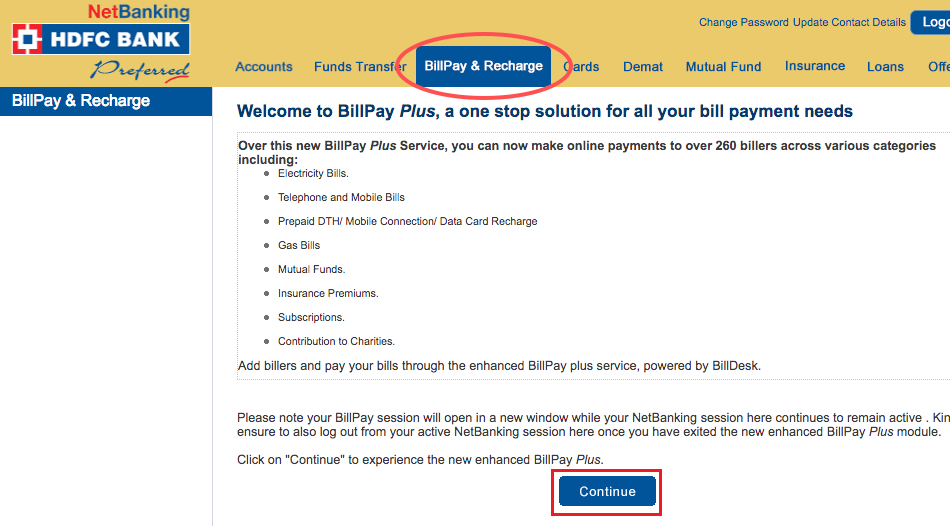 NetBanking
HDFC BANK
Preferred
Change Password Update Contact Details
Accounts Funds Transfer BillPay & Recharge Cards Demat Mutual Fund Insurance Loans
BillPay & Recharge
Welcome to BillPay Plus, a one stop solution for all your bill payment needs
Over this new BillPay Plus Service, you can now make online payments to over 260 billers across various categories
including:
Electricity Bills.
Telephone and Mobile Bills
Prepaid DTH/ Mobile Connection/ Data Card Recharge
Gas Bills
Mutual Funds.
Insurance Premiums.
Subscriptions.
Contribution to Charities.
Add billers and pay your bills through the enhanced BillPay plus service, powered by BillDesk.
Please note your BillPay session will open in a new window while your NetBanking session here continues to remain active .
ensure to also log out from your active NetBanking session here once you have exited the new enhanced BillPay Plus module.
Click on "Continue" to experience the new enhanced BillPay Plus.
Continue